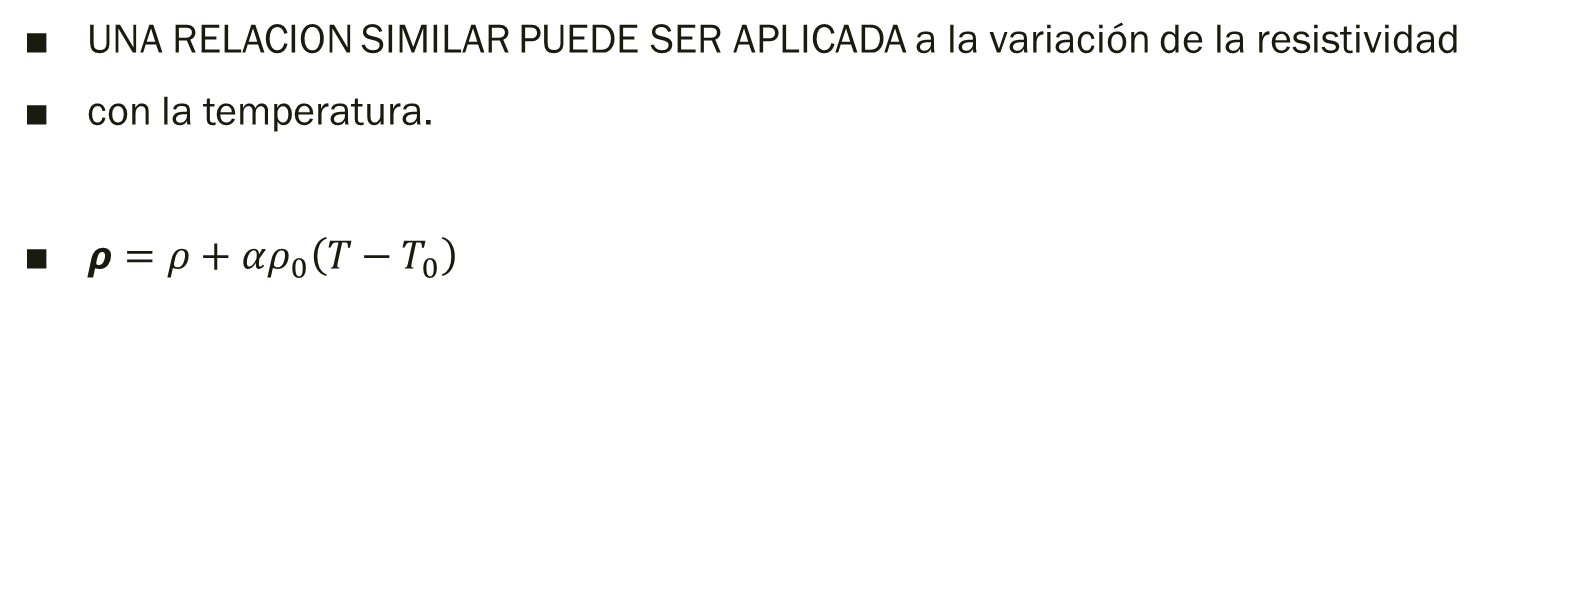 ▪ UNA RELACION SIMILAR PUEDE SER APLICADA a la variación de la resistividad
▪ con la temperatura.
▪ 𝝆 = 𝜌 + 𝛼𝜌₀(𝑇 − 𝑇₀)